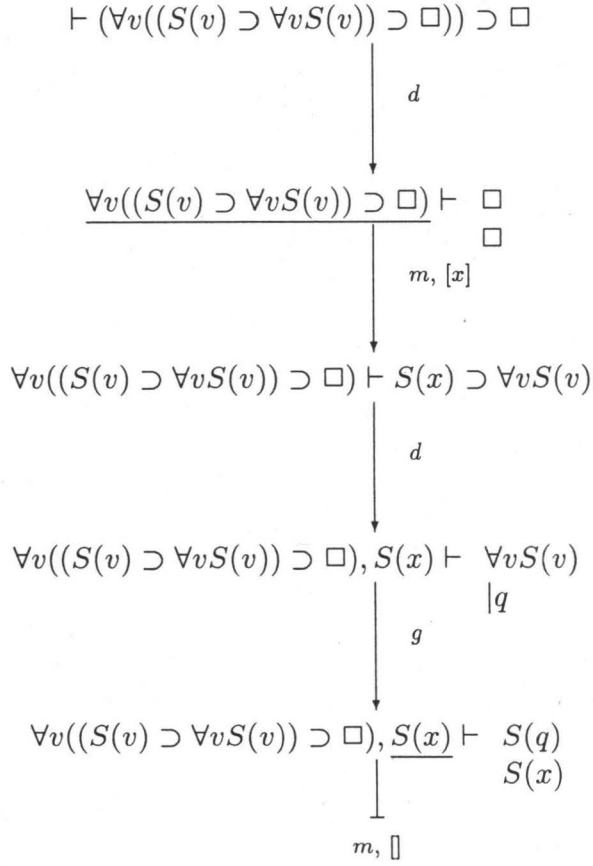 ⊢ (∀v((S(v) ⊃ ∀vS(v)) ⊃ □)) ⊃ □
d
∀v((S(v) ⊃ ∀vS(v)) ⊃ □) ⊢ □
□
m, [x]
∀v((S(v) ⊃ ∀vS(v)) ⊃ □) ⊢ S(x) ⊃ ∀vS(v)
d
∀v((S(v) ⊃ ∀vS(v)) ⊃ □), S(x) ⊢ ∀vS(v)
|q
g
∀v((S(v) ⊃ ∀vS(v)) ⊃ □), S(x) ⊢ S(q)
S(x)
m, []